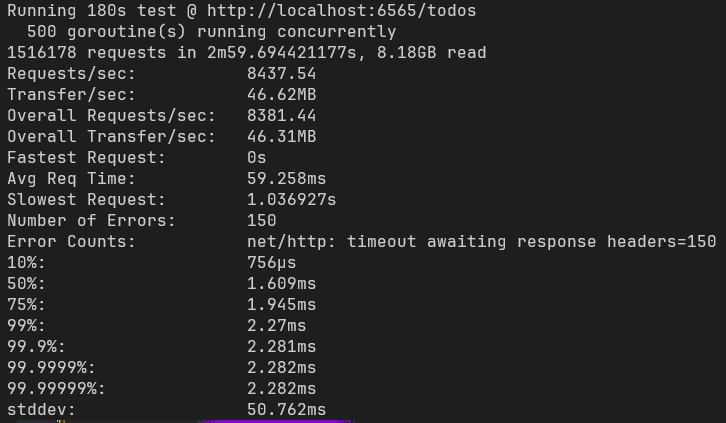 Running 180s test @ http://localhost:6565/todos
500 goroutine(s) running concurrently
1516178 requests in 2m59.694421177s, 8.18GB read
Requests/sec: 8437.54
Transfer/sec: 46.62MB
Overall Requests/sec: 8381.44
Overall Transfer/sec: 46.31MB
Fastest Request: 0s
Avg Req Time: 59.258ms
Slowest Request: 1.036927s
Number of Errors: 150
Error Counts: net/http: timeout awaiting response headers=150
10%: 756µs
50%: 1.609ms
75%: 1.945ms
99%: 2.27ms
99.9%: 2.281ms
99.9999%: 2.282ms
99.99999%: 2.282ms
stddev: 50.762ms